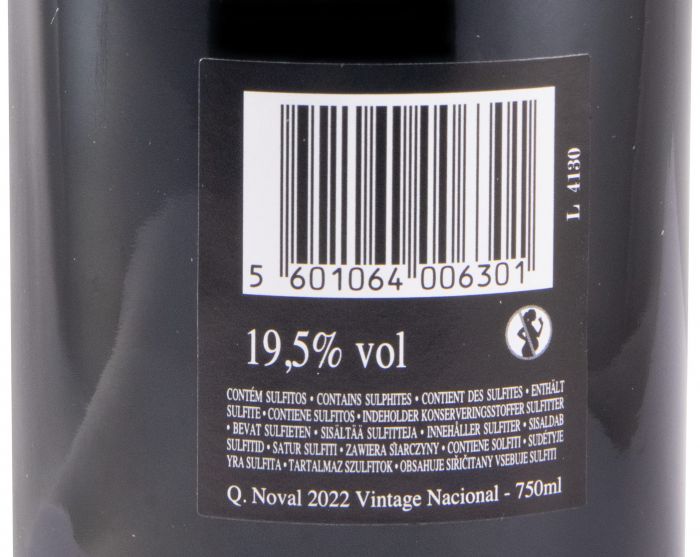 L 4130
5 601064 006301
19,5% vol
CONTÉM SULFITOS • CONTAINS SULPHITES • CONTIENT DES SULFITES • ENTHÄLT
SULFITE • CONTIENE SULFITOS • INDEHOLDER KONSERVERINGSSTOFFER SULFITTER
• BEVAT SULFIETEN • SISÄLTÄÄ SULFITTEJA • INNEHÅLLER SULFITER • SISALDAB
SULFITID • SATUR SULFITI • ZAWIERA SIARCZYNY • CONTIENE SOLFITI • SUDĖTYJE
YRA SULFITA • TARTALMAZ SZULFITOK • OBSAHUJE SIŘIČITANY VSEBUJE SULFITI
Q. Noval 2022 Vintage Nacional - 750ml